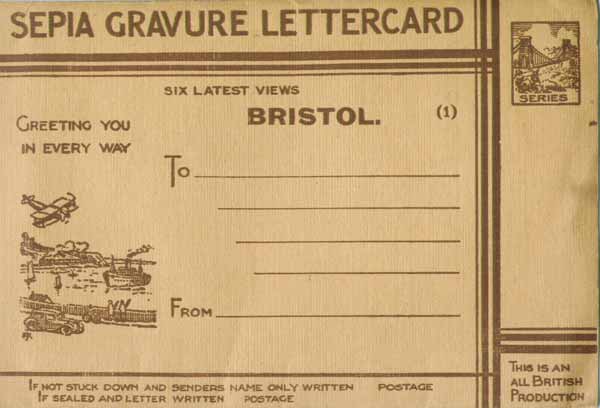 SEPIA GRAVURE LETTERCARD
SERIES
SIX LATEST VIEWS
BRISTOL. (1)
GREETING YOU
IN EVERY WAY
TO
FROM
IF NOT STUCK DOWN AND SENDERS NAME ONLY WRITTEN POSTAGE
IF SEALED AND LETTER WRITTEN POSTAGE
THIS IS AN
ALL BRITISH
PRODUCTION